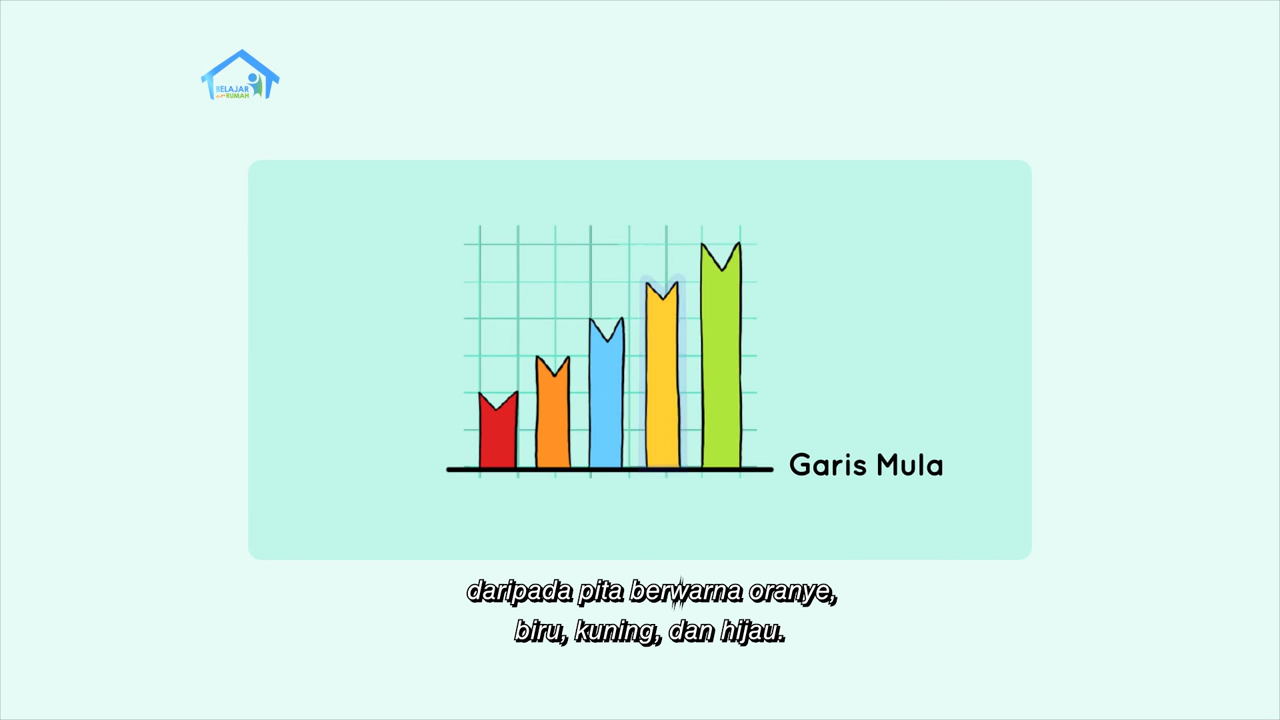 BELAJAR
RUMAH
Garis Mula
daripada pita berwarna oranye,
biru, kuning, dan hijau.